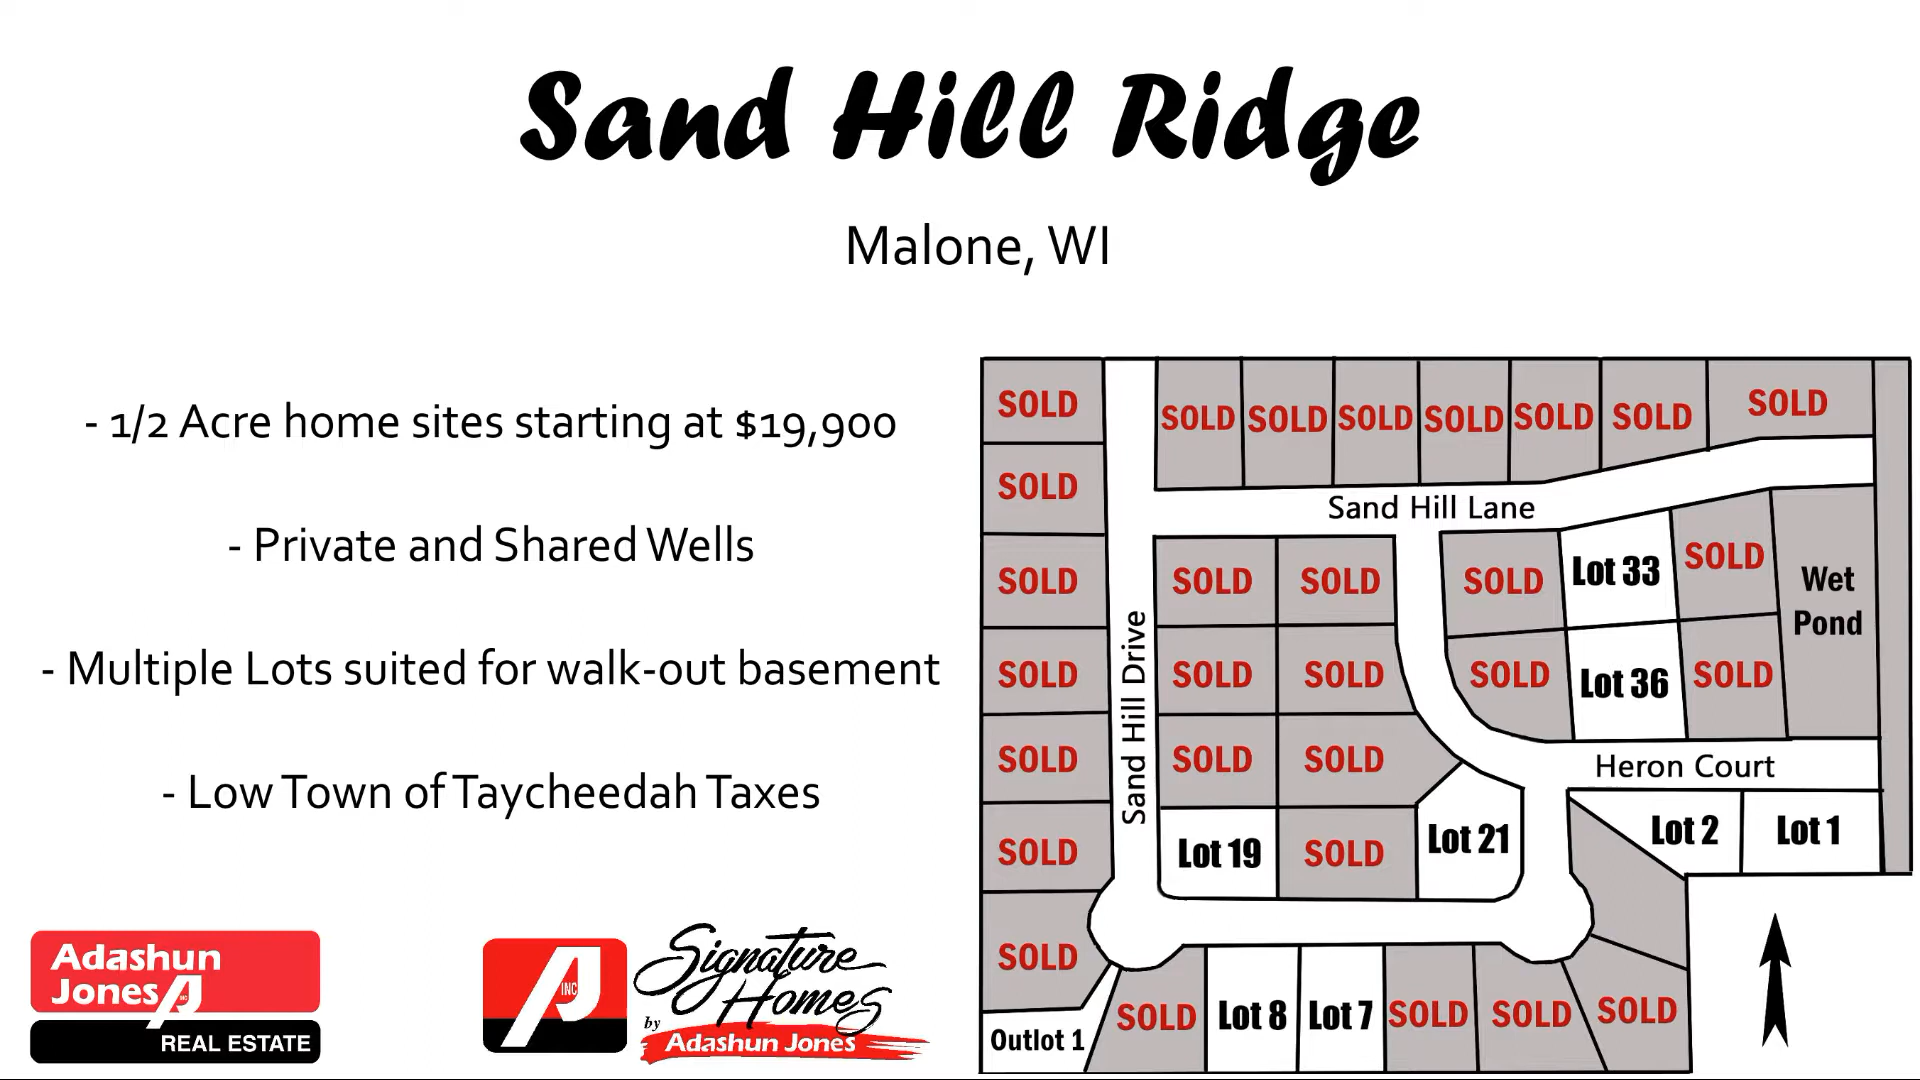 Sand Hill Ridge
Malone, WI
- 1/2 Acre home sites starting at $19,900
- Private and Shared Wells
- Multiple Lots suited for walk-out basement
- Low Town of Taycheedah Taxes
Adashun
Jones
INC
REAL ESTATE
INC
Signature
Homes
by
Adashun Jones
SOLD
SOLD SOLD SOLD SOLD SOLD SOLD SOLD
SOLD
Sand Hill Lane
SOLD
SOLD SOLD
SOLD Lot 33 SOLD
Wet
Pond
Sand Hill Drive
SOLD
SOLD SOLD
SOLD Lot 36 SOLD
SOLD
SOLD SOLD
Heron Court
SOLD
Lot 19 SOLD Lot 21
Lot 2 Lot 1
SOLD
Outlot 1
SOLD Lot 8 Lot 7 SOLD SOLD SOLD